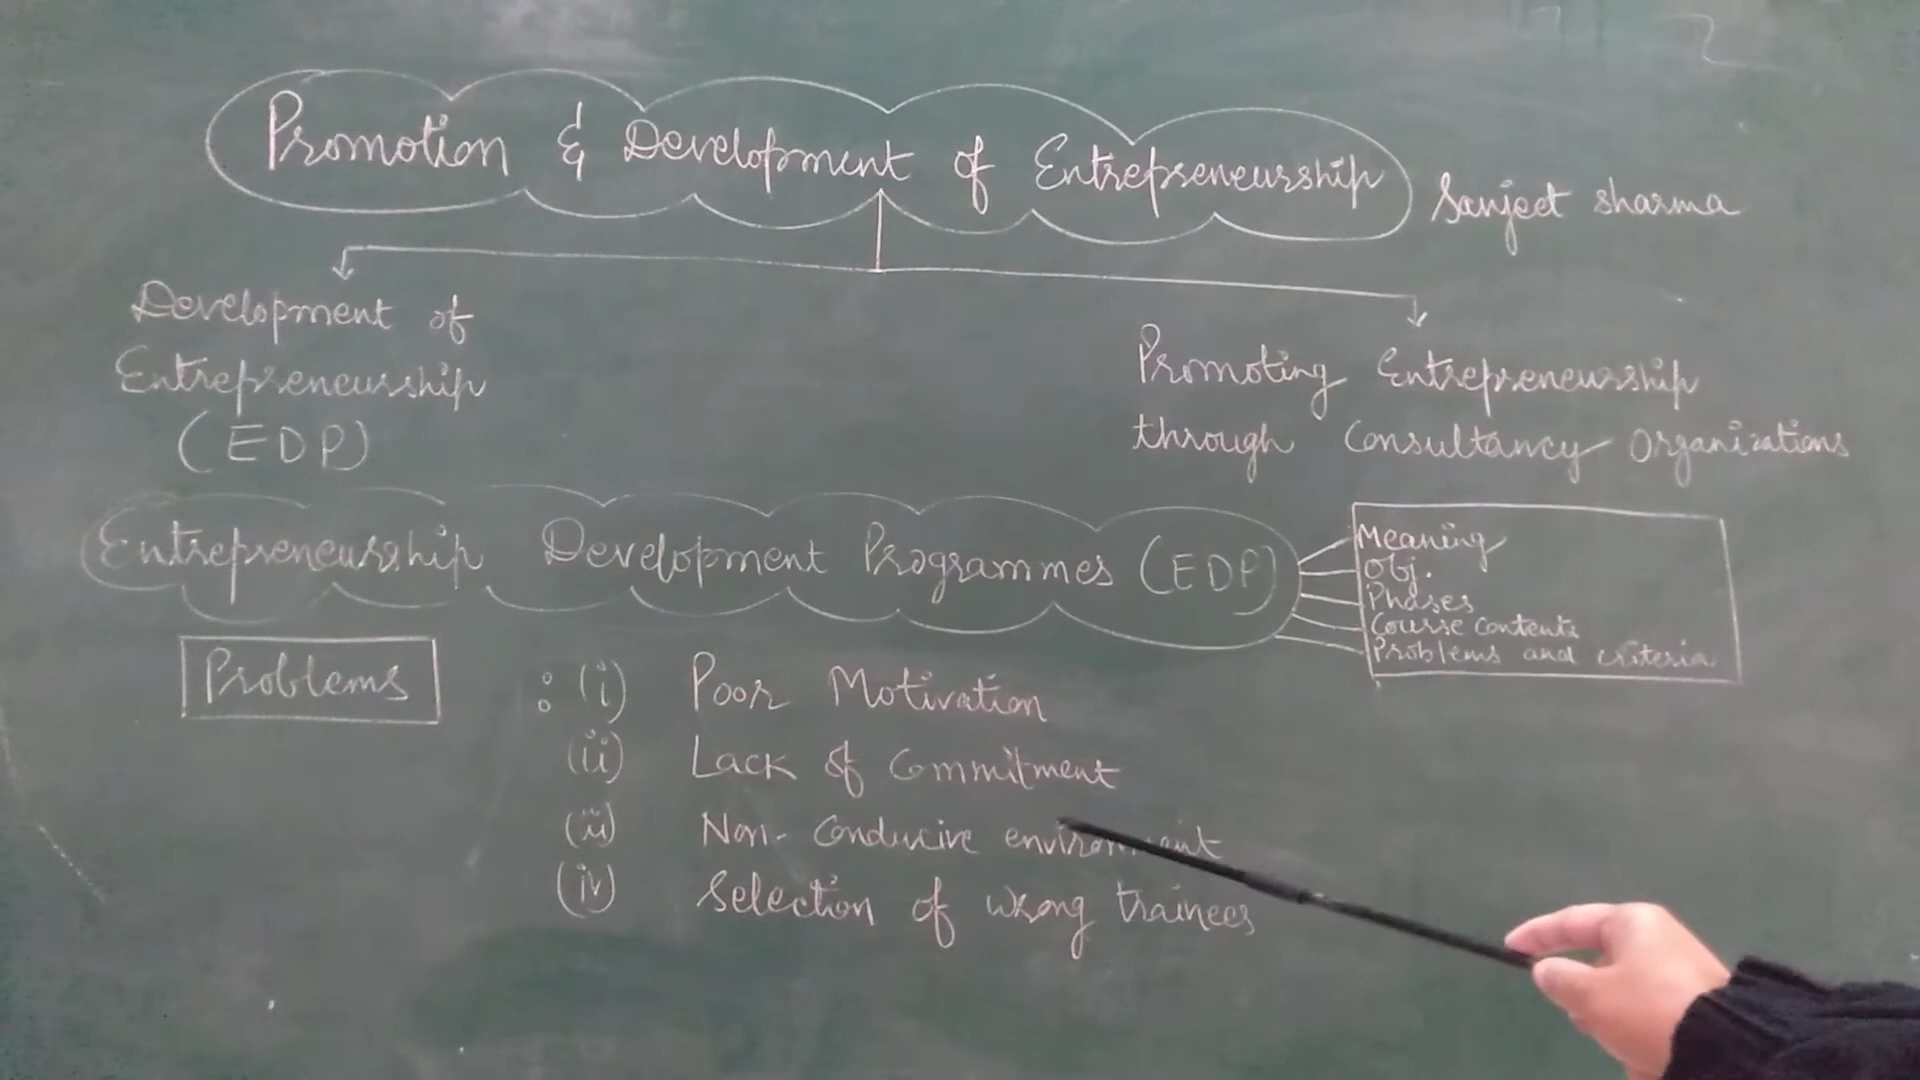 Promotion & Development of Entrepreneurship
Sanjeet Sharma
Development of
Entrepreneurship
(EDP)
Promoting Entrepreneurship
through Consultancy Organizations
Entrepreneurship Development Programmes (EDP)
Meaning
Obj.
Phases
Course Contents
Problems and criteria
Problems : (i) Poor Motivation
(ii) Lack of Commitment
(iii) Non-Conducive environment
(iv) Selection of wrong trainees